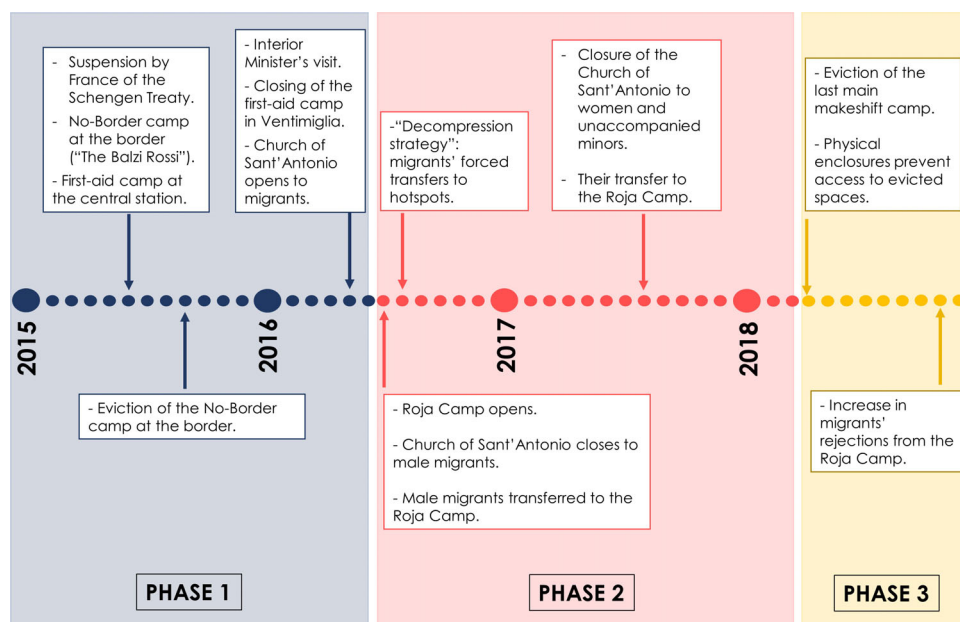 - Suspension by
France of the
Schengen Treaty.
- No-Border camp
at the border
("The Balzi Rossi").
- First-aid camp at
the central station.
- Interior
Minister's visit.
- Closing of the
first-aid camp
in Ventimiglia.
- Church of
Sant'Antonio
opens to
migrants.
-"Decompression
strategy":
migrants' forced
transfers to
hotspots.
- Closure of the
Church of
Sant'Antonio to
women and
unaccompanied
minors.
- Their transfer to
the Roja Camp.
- Eviction of the
last main
makeshift camp.
- Physical
enclosures prevent
access to evicted
spaces.
2015
2016
2017
2018
- Eviction of the No-Border
camp at the border.
- Roja Camp opens.
- Church of Sant'Antonio closes to
male migrants.
- Male migrants transferred to the
Roja Camp.
- Increase in
migrants'
rejections from the
Roja Camp.
PHASE 1
PHASE 2
PHASE 3